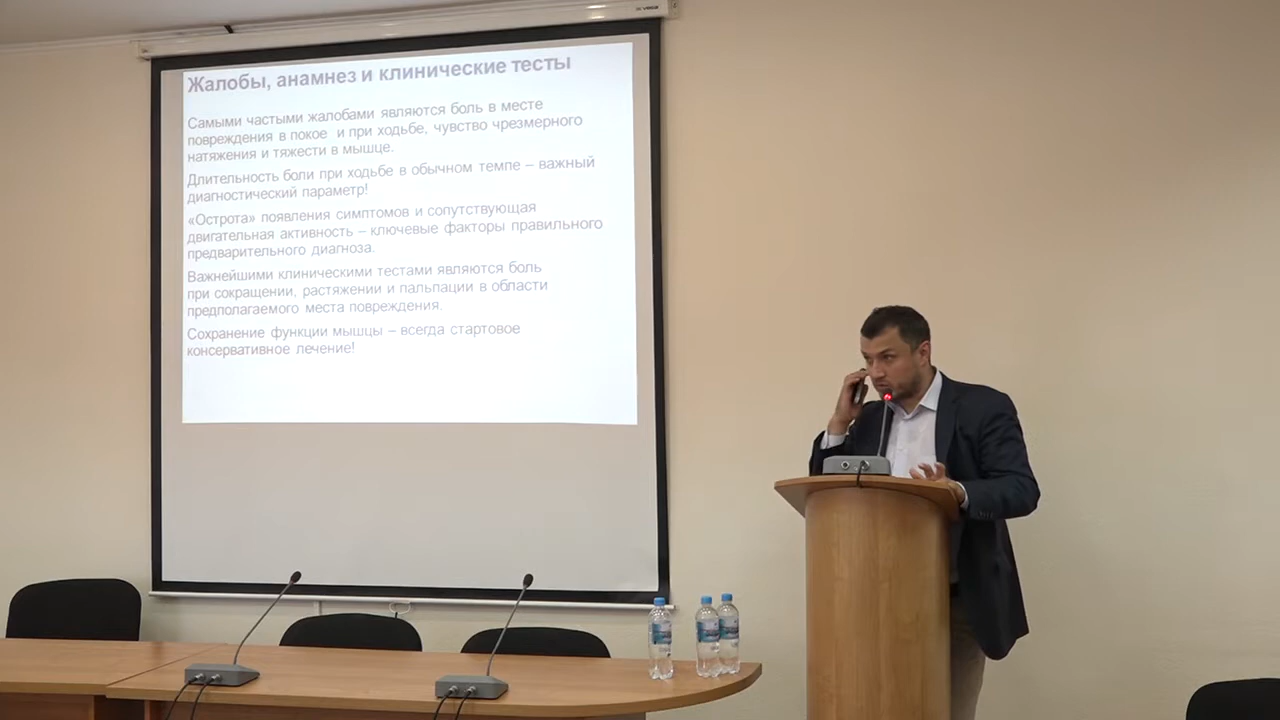 Жалобы, анамнез и клинические тесты
Самыми частыми жалобами являются боль в месте
повреждения в покое и при ходьбе, чувство чрезмерного
натяжения и тяжести в мышце.
Длительность боли при ходьбе в обычном темпе – важный
диагностический параметр!
«Острота» появления симптомов и сопутствующая
двигательная активность – ключевые факторы правильного
предварительного диагноза.
Важнейшими клиническими тестами являются боль
при сокращении, растяжении и пальпации в области
предполагаемого места повреждения.
Сохранение функции мышцы – всегда стартовое
консервативное лечение!